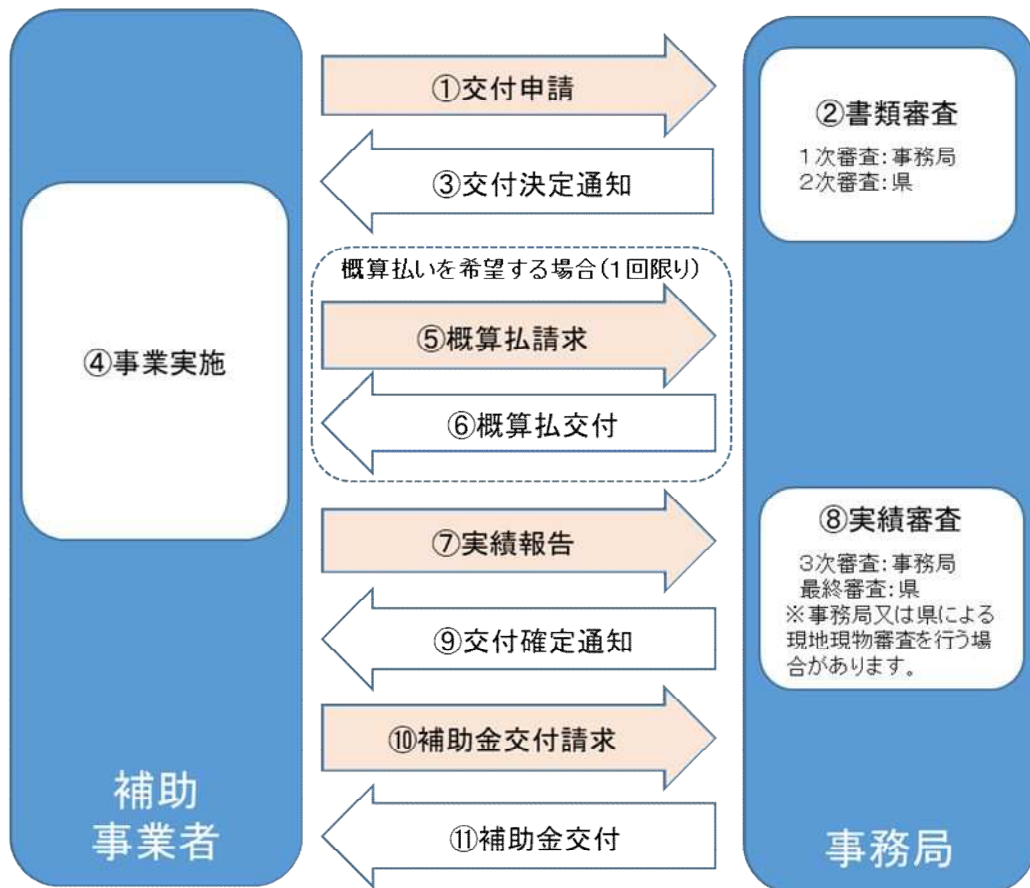 ①交付申請
②書類審査
1次審査:事務局
2次審査:県
③交付決定通知
④事業実施
概算払いを希望する場合(1回限り)
⑤概算払請求
⑥概算払交付
⑦実績報告
⑧実績審査
3次審査:事務局
最終審査:県
※事務局又は県による
現地現物審査を行う場
合があります。
⑨交付確定通知
⑩補助金交付請求
⑪補助金交付
補助
事業者
事務局